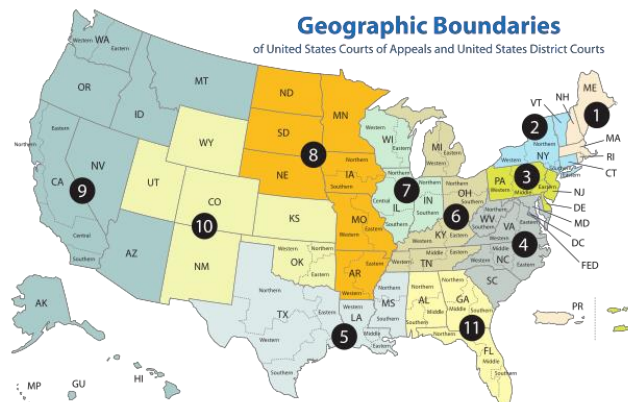 Geographic Boundaries
of United States Courts of Appeals and United States District Courts
WA
Eastern
Western
MT
ND
MN
ME
VT
NH
1
OR
ID
SD
WI
Western
Eastern
MI
Western
Eastern
2
Northern
NY
Western
MA
RI
CT
WY
8
Northern
Northern
Eastern
NV
NE
IA
Southern
7
Northern
Northern
Northern
PA
3
Western
Middle
Eastern
NJ
CA
9
UT
CO
Central
IL
IN
OH
Southern
DE
MD
DC
FED
10
KS
MO
Western
Eastern
Southern
Southern
6
WV
Northern
Southern
VA
Eastern
Western
4
KY
Western
Eastern
Central
Southern
AZ
NM
OK
Western
Northern
Eastern
AR
Western
Eastern
TN
Western
Middle
Eastern
NC
Western
Middle
Eastern
SC
AK
TX
Northern
Western
Eastern
Southern
5
LA
Western
Middle
Eastern
MS
Northern
Southern
AL
Northern
Middle
Southern
GA
Northern
Middle
Southern
11
Northern
FL
Middle
Southern
PR
MP
GU
HI